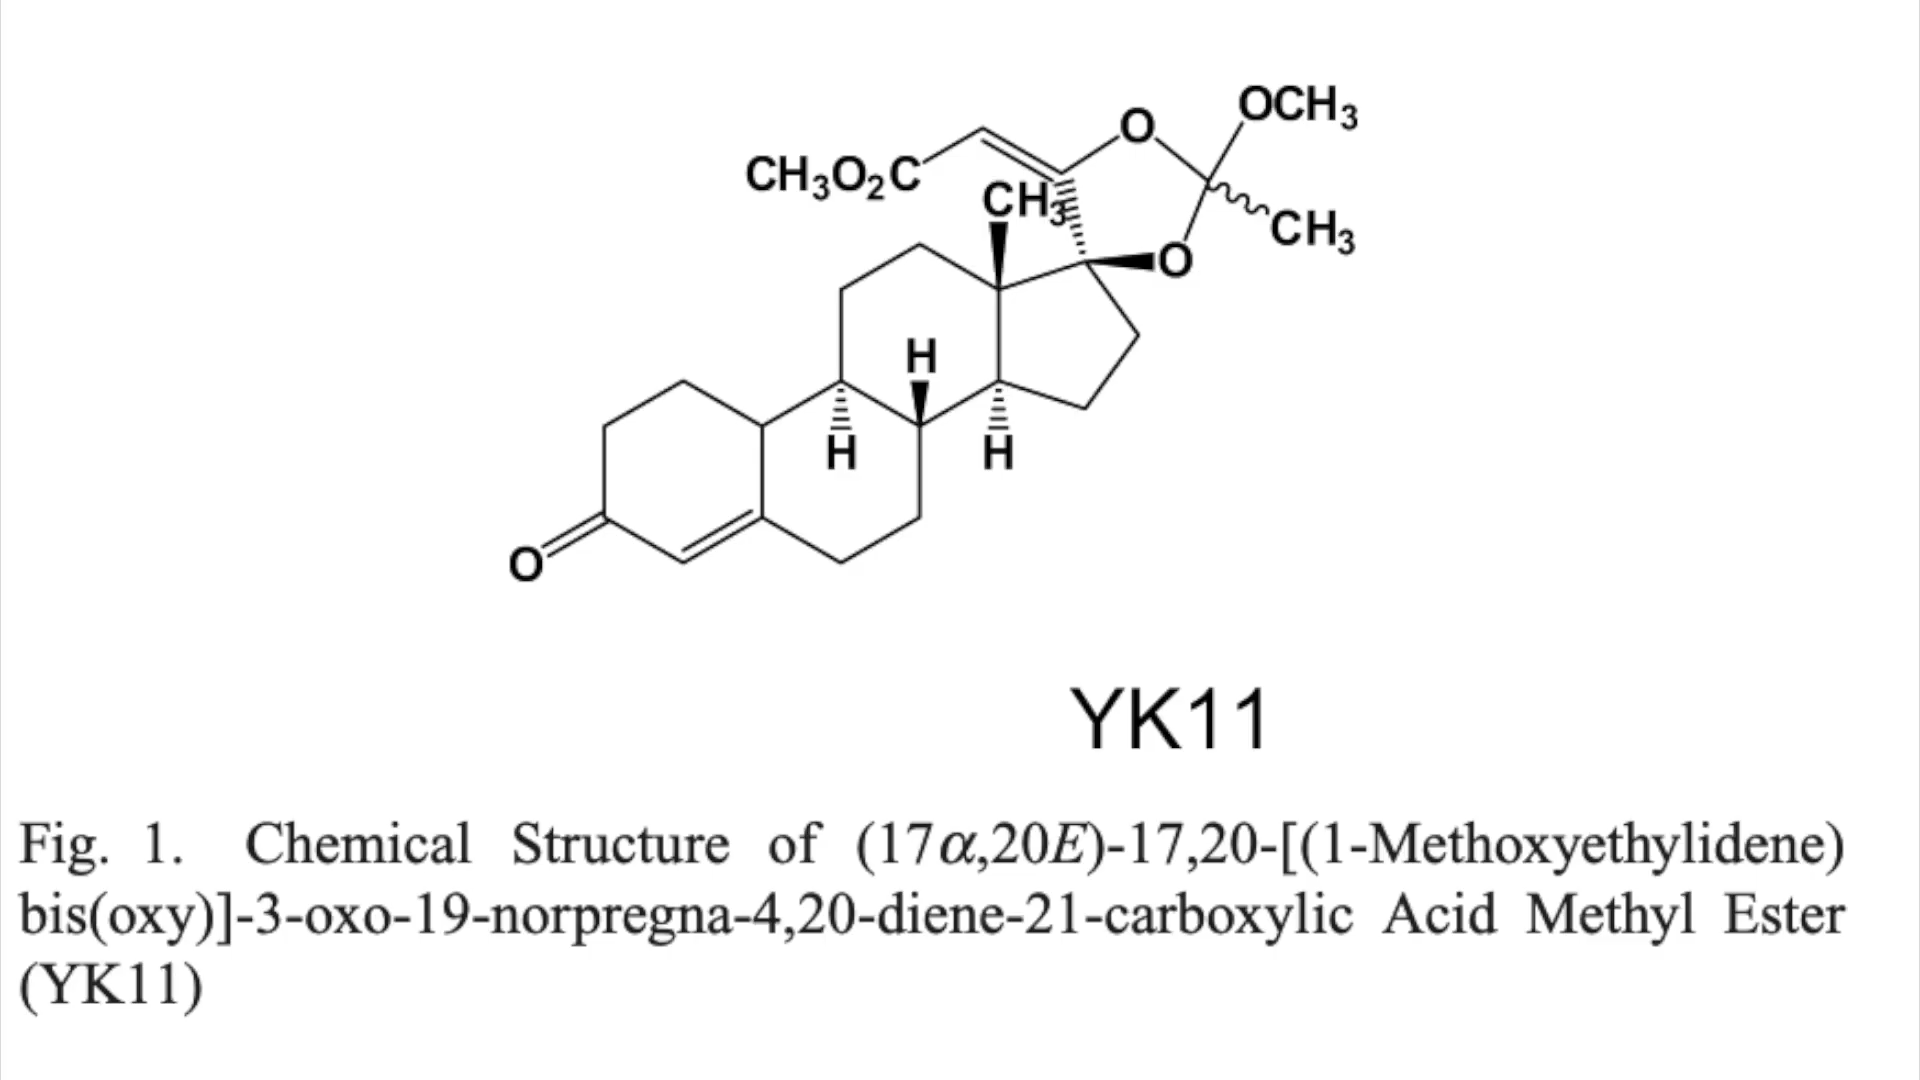 OCH₃
O
CH₃O₂C
CH₃
CH₃
O
H
H
H
O
YK11
Fig. 1. Chemical Structure of (17α,20E)-17,20-[(1-Methoxyethylidene)
bis(oxy)]-3-oxo-19-norpregna-4,20-diene-21-carboxylic Acid Methyl Ester
(YK11)